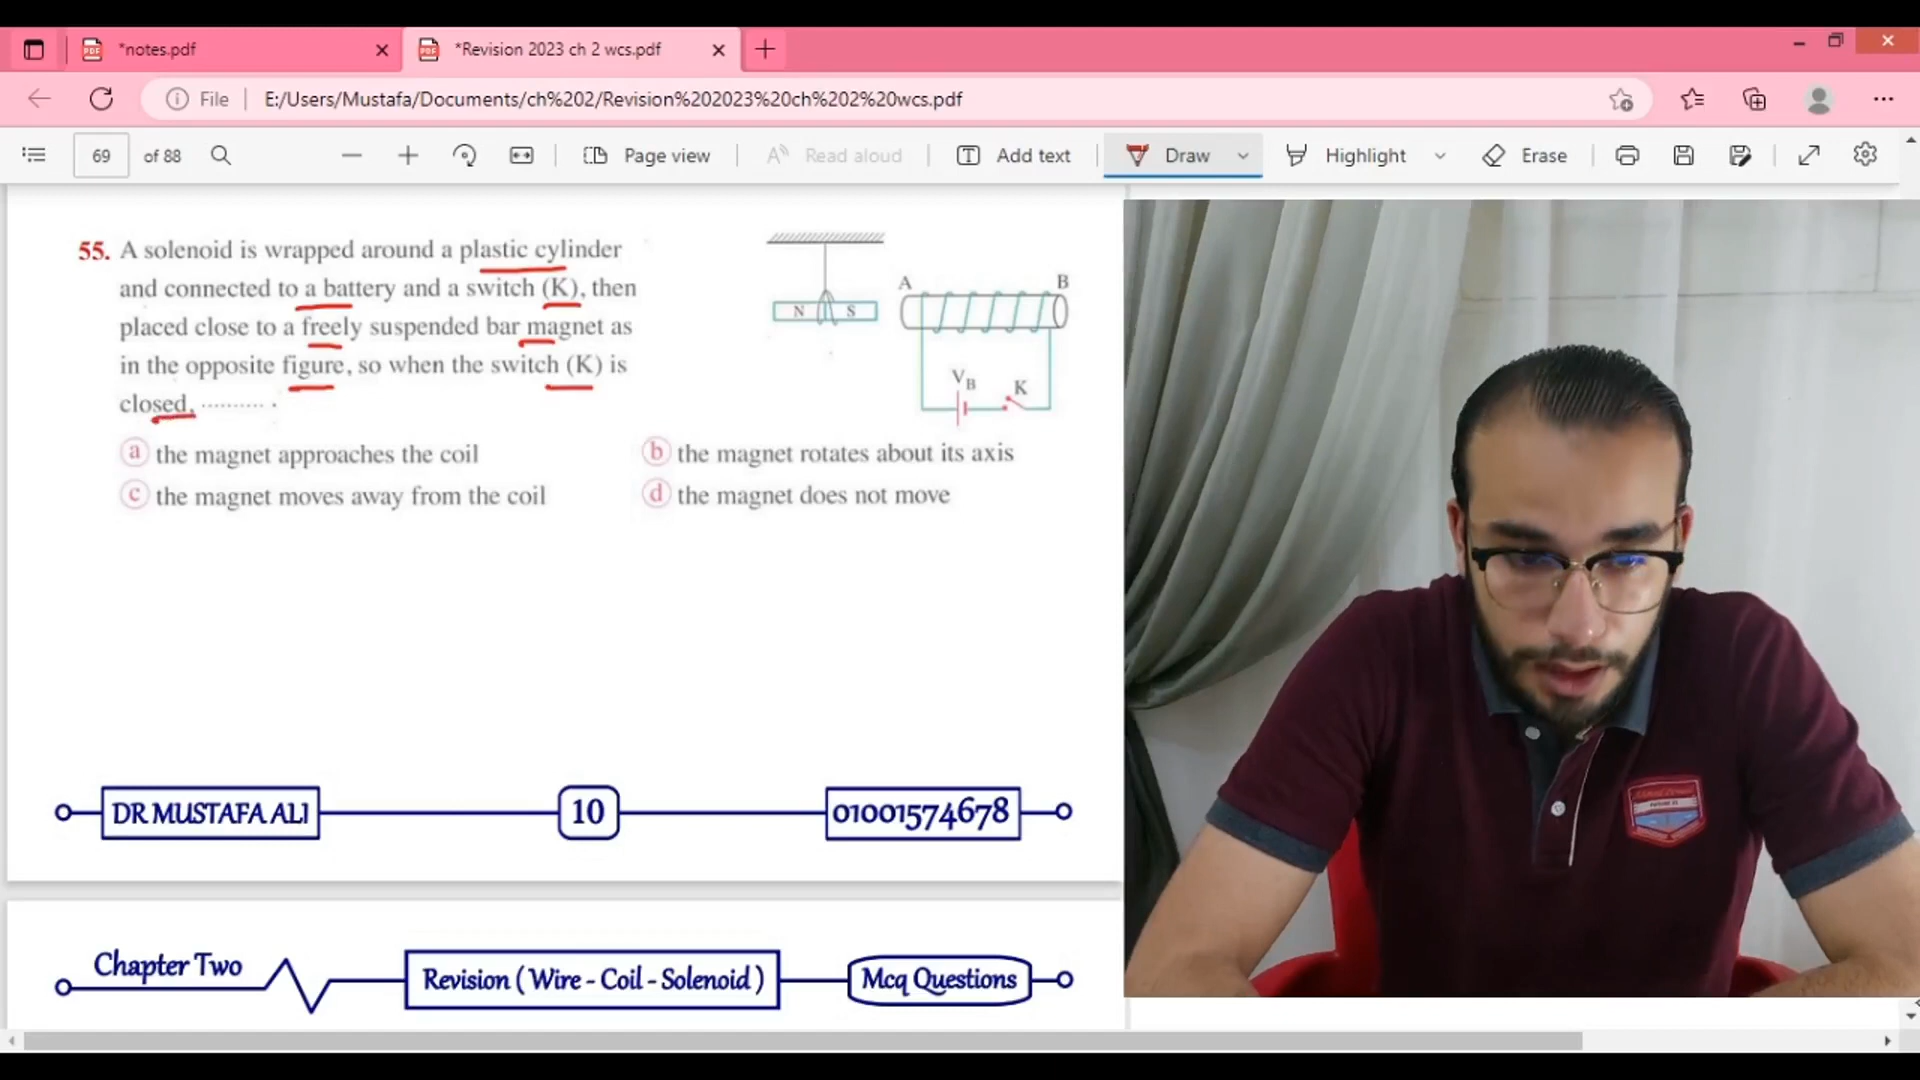 *notes.pdf
*Revision 2023 ch 2 wcs.pdf
File
E:/Users/Mustafa/Documents/ch%202/Revision%202023%20ch%202%20wcs.pdf
69 of 88
Page view
Read aloud
Add text
Draw
Highlight
Erase
55. A solenoid is wrapped around a plastic cylinder
and connected to a battery and a switch (K), then
placed close to a freely suspended bar magnet as
in the opposite figure, so when the switch (K) is
closed, .......... .
N S
A B
VB K
a the magnet approaches the coil
b the magnet rotates about its axis
c the magnet moves away from the coil
d the magnet does not move
DR MUSTAFA ALI
10
01001574678
Chapter Two
Revision ( Wire - Coil - Solenoid )
Mcq Questions